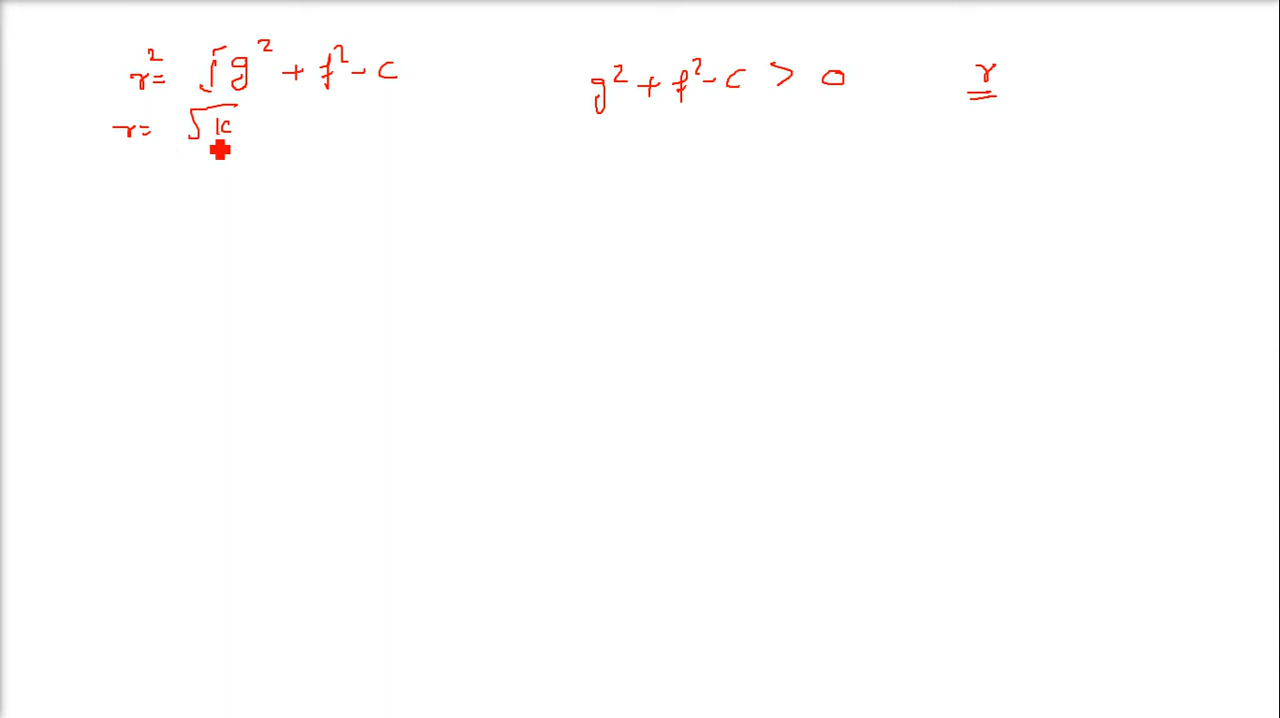 r² = √g² + f² - c g² + f² - c > 0 r
r = √k